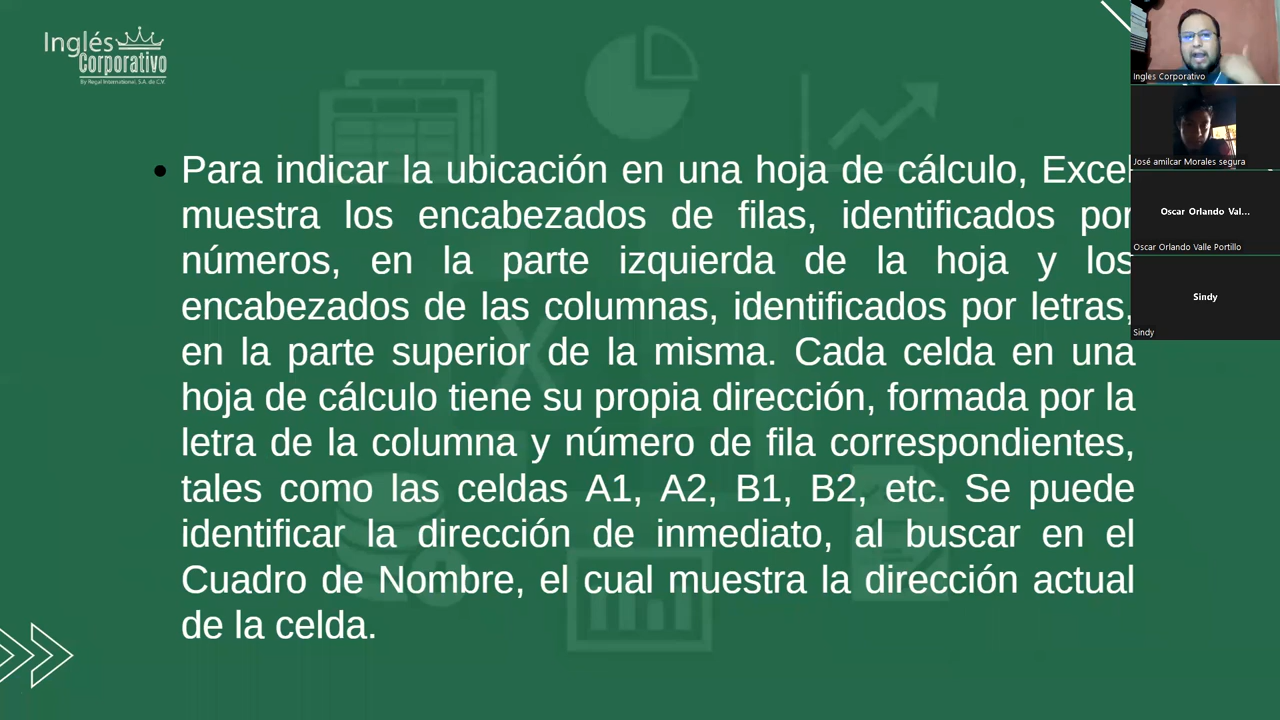 Inglés
Corporativo
By Regal International, S.A. de C.V.
• Para indicar la ubicación en una hoja de cálculo, Excel
muestra los encabezados de filas, identificados por
números, en la parte izquierda de la hoja y los
encabezados de las columnas, identificados por letras,
en la parte superior de la misma. Cada celda en una
hoja de cálculo tiene su propia dirección, formada por la
letra de la columna y número de fila correspondientes,
tales como las celdas A1, A2, B1, B2, etc. Se puede
identificar la dirección de inmediato, al buscar en el
Cuadro de Nombre, el cual muestra la dirección actual
de la celda.
Ingles Corporativo
José amilcar Morales segura
Oscar Orlando Val...
Oscar Orlando Valle Portillo
Sindy
Sindy